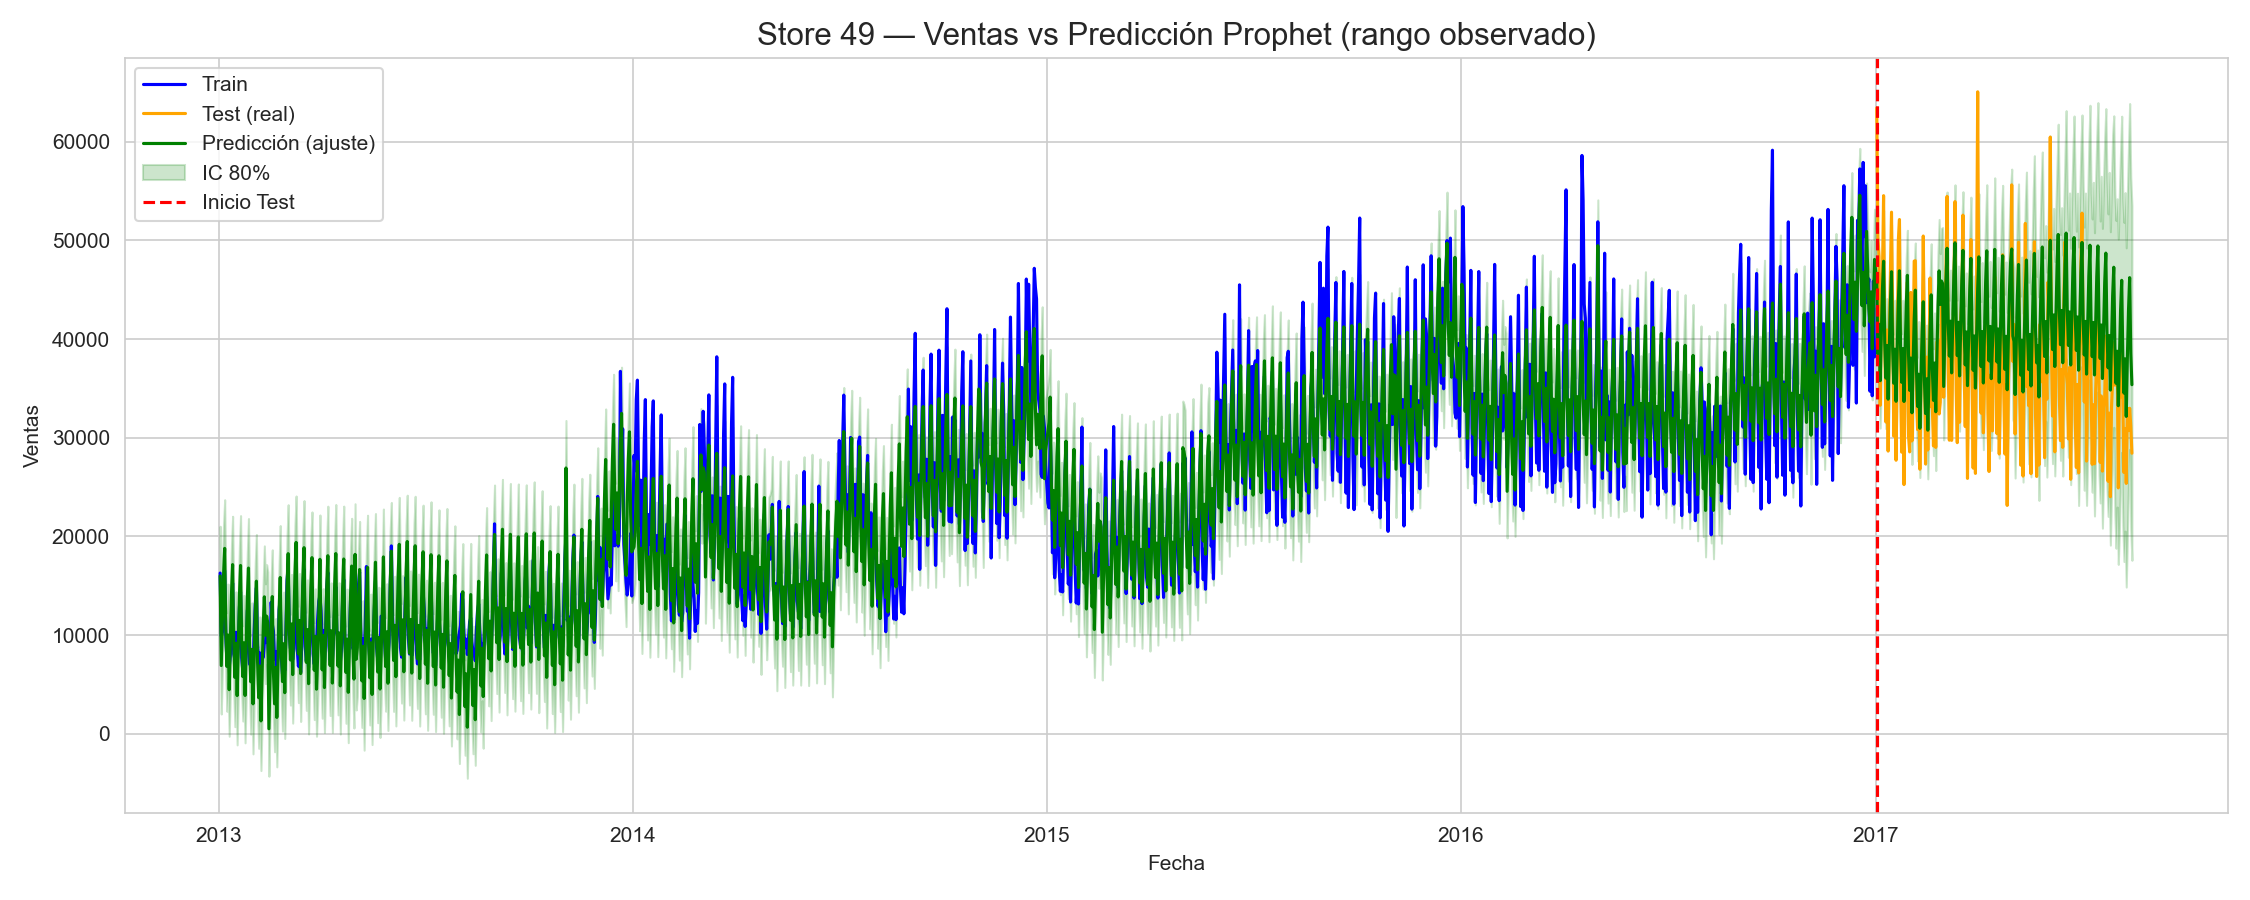 Store 49 — Ventas vs Predicción Prophet (rango observado)
Train
Test (real)
Predicción (ajuste)
IC 80%
Inicio Test
Ventas
60000
50000
40000
30000
20000
10000
0
2013
2014
2015
2016
2017
Fecha